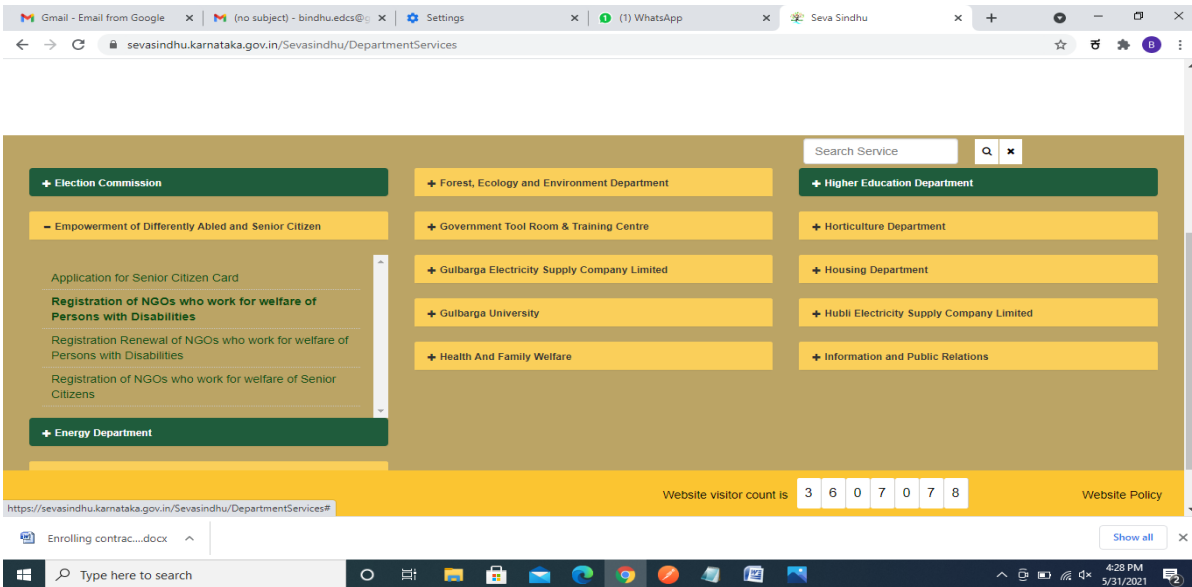 Gmail - Email from Google
(no subject) - bindhu.edcs@g
Settings
(1) WhatsApp
Seva Sindhu
sevasindhu.karnataka.gov.in/Sevasindhu/DepartmentServices
ಕ
B
Search Service
+ Election Commission
− Empowerment of Differently Abled and Senior Citizen
Application for Senior Citizen Card
Registration of NGOs who work for welfare of
Persons with Disabilities
Registration Renewal of NGOs who work for welfare of
Persons with Disabilities
Registration of NGOs who work for welfare of Senior
Citizens
+ Energy Department
+ Forest, Ecology and Environment Department
+ Government Tool Room & Training Centre
+ Gulbarga Electricity Supply Company Limited
+ Gulbarga University
+ Health And Family Welfare
+ Higher Education Department
+ Horticulture Department
+ Housing Department
+ Hubli Electricity Supply Company Limited
+ Information and Public Relations
Website visitor count is 3 6 0 7 0 7 8
Website Policy
https://sevasindhu.karnataka.gov.in/Sevasindhu/DepartmentServices#
Enrolling contrac....docx
Show all
Type here to search
4:28 PM
5/31/2021
2